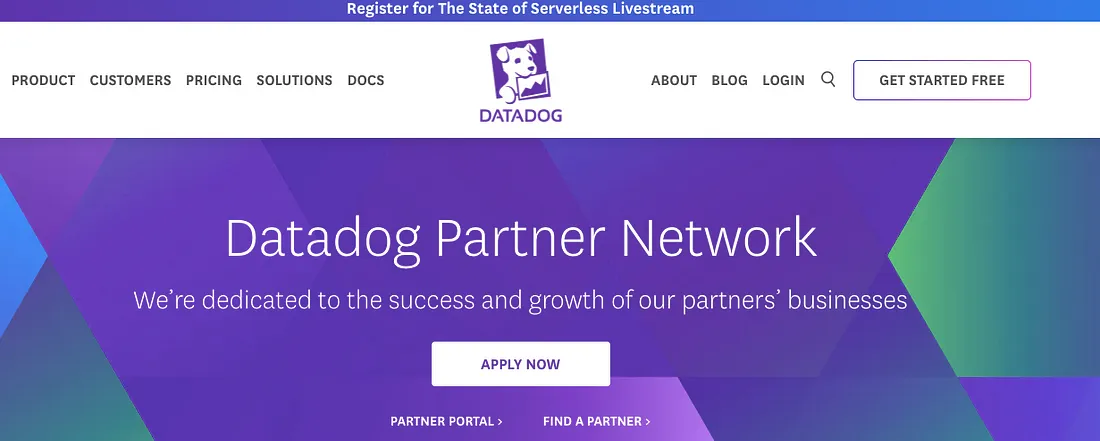 Register for The State of Serverless Livestream
PRODUCT CUSTOMERS PRICING SOLUTIONS DOCS
DATADOG
ABOUT BLOG LOGIN GET STARTED FREE
Datadog Partner Network
We’re dedicated to the success and growth of our partners’ businesses
APPLY NOW
PARTNER PORTAL › FIND A PARTNER ›